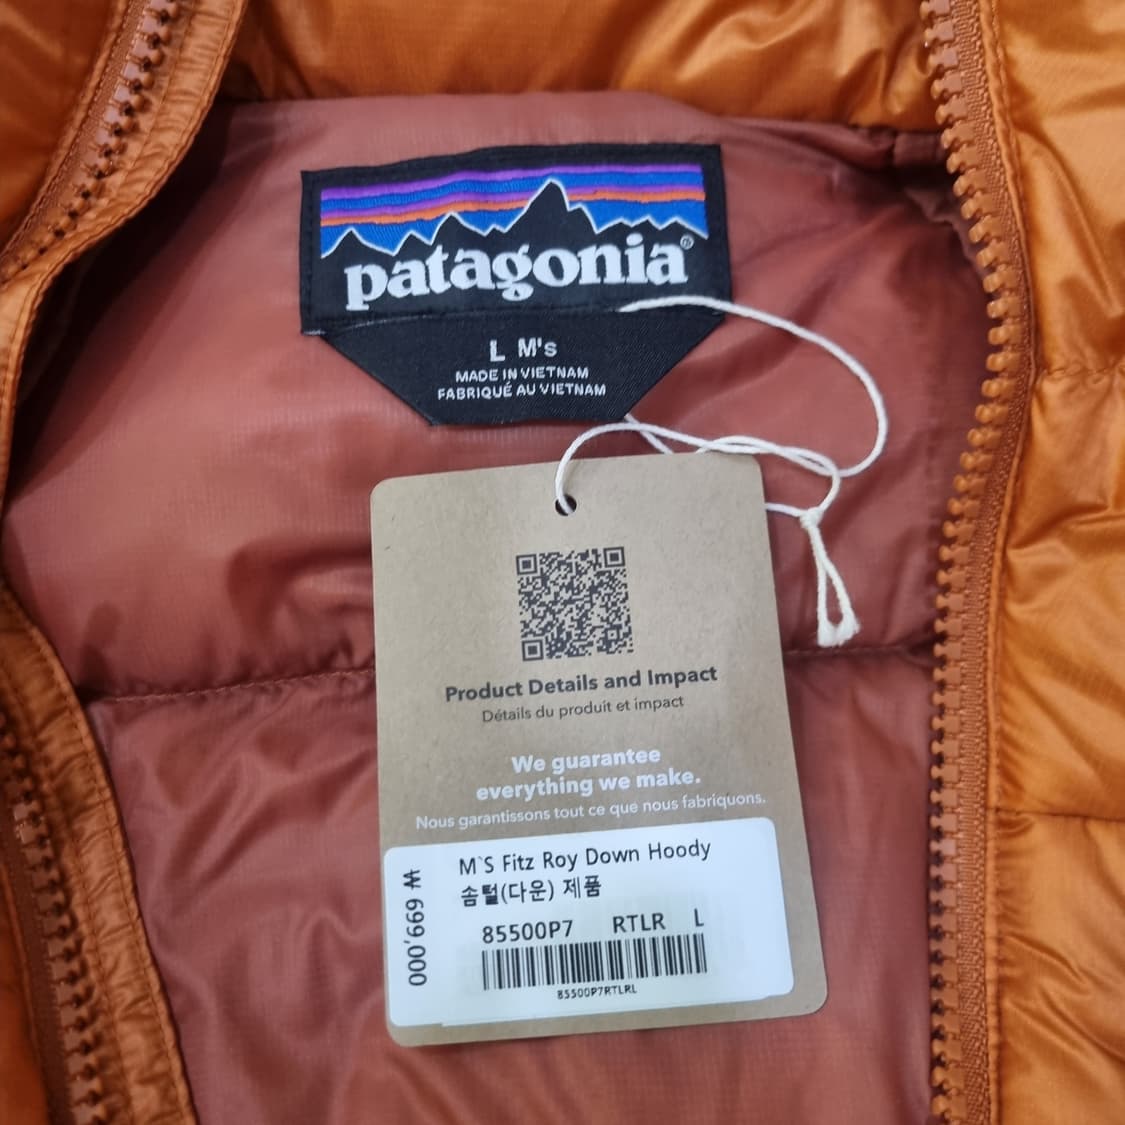 patagonia®
L M's
MADE IN VIETNAM
FABRIQUÉ AU VIETNAM
Product Details and Impact
Détails du produit et impact
We guarantee
everything we make.
Nous garantissons tout ce que nous fabriquons.
M`S Fitz Roy Down Hoody
솜털(다운) 제품
85500P7 RTLR L
85500P7RTLRL
₩ 699,000